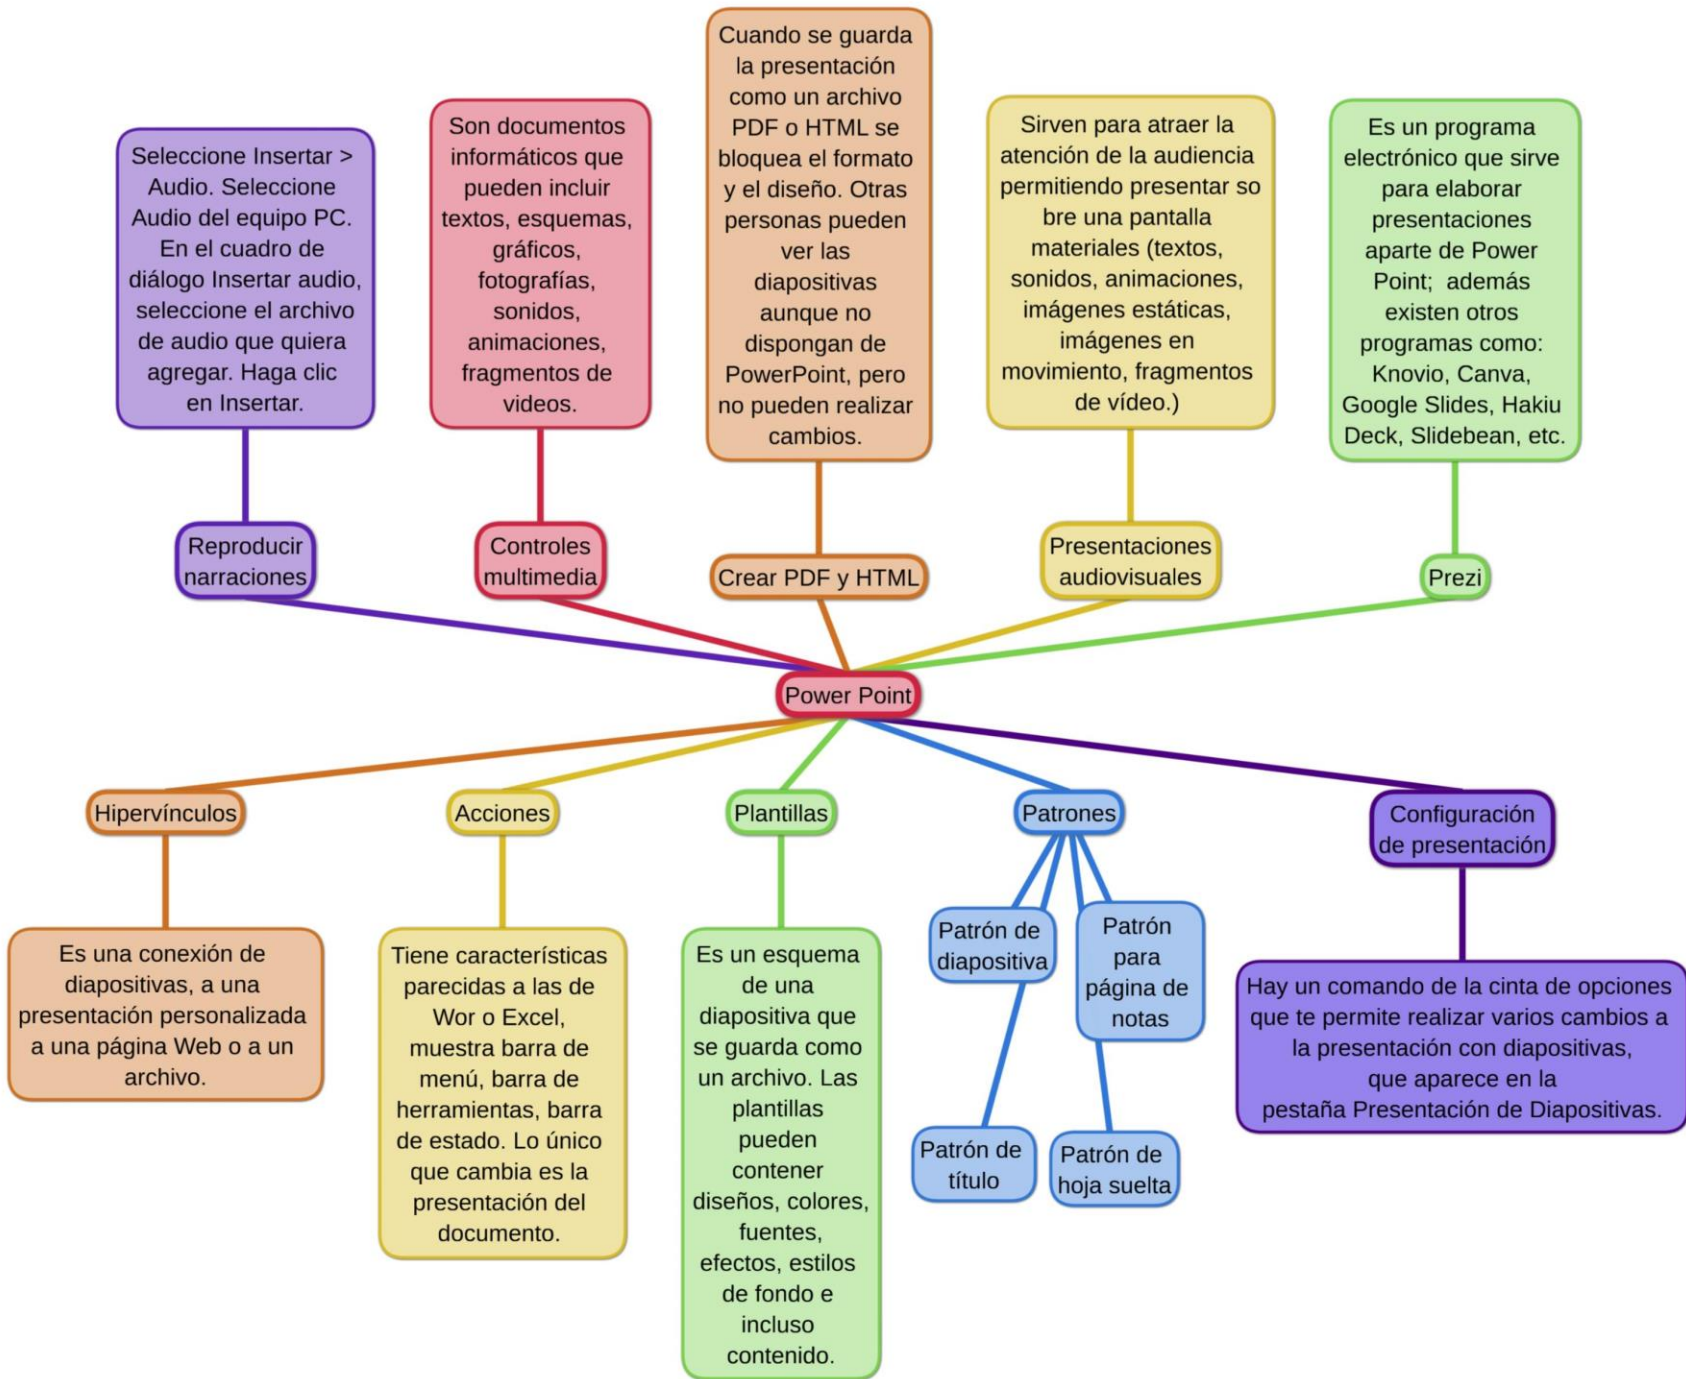 Seleccione Insertar >
Audio. Seleccione
Audio del equipo PC.
En el cuadro de
diálogo Insertar audio,
seleccione el archivo
de audio que quiera
agregar. Haga clic
en Insertar.
Son documentos
informáticos que
pueden incluir
textos, esquemas,
gráficos,
fotografías,
sonidos,
animaciones,
fragmentos de
videos.
Cuando se guarda
la presentación
como un archivo
PDF o HTML se
bloquea el formato
y el diseño. Otras
personas pueden
ver las
diapositivas
aunque no
dispongan de
PowerPoint, pero
no pueden realizar
cambios.
Sirven para atraer la
atención de la audiencia
permitiendo presentar so
bre una pantalla
materiales (textos,
sonidos, animaciones,
imágenes estáticas,
imágenes en
movimiento, fragmentos
de vídeo.)
Es un programa
electrónico que sirve
para elaborar
presentaciones
aparte de Power
Point; además
existen otros
programas como:
Knovio, Canva,
Google Slides, Hakiu
Deck, Slidebean, etc.
Reproducir
narraciones
Controles
multimedia
Crear PDF y HTML
Presentaciones
audiovisuales
Prezi
Power Point
Hipervínculos
Acciones
Plantillas
Patrones
Configuración
de presentación
Es una conexión de
diapositivas, a una
presentación personalizada
a una página Web o a un
archivo.
Tiene características
parecidas a las de
Wor o Excel,
muestra barra de
menú, barra de
herramientas, barra
de estado. Lo único
que cambia es la
presentación del
documento.
Es un esquema
de una
diapositiva que
se guarda como
un archivo. Las
plantillas
pueden
contener
diseños, colores,
fuentes,
efectos, estilos
de fondo e
incluso
contenido.
Patrón de
diapositiva
Patrón
para
página de
notas
Patrón de
título
Patrón de
hoja suelta
Hay un comando de la cinta de opciones
que te permite realizar varios cambios a
la presentación con diapositivas,
que aparece en la
pestaña Presentación de Diapositivas.